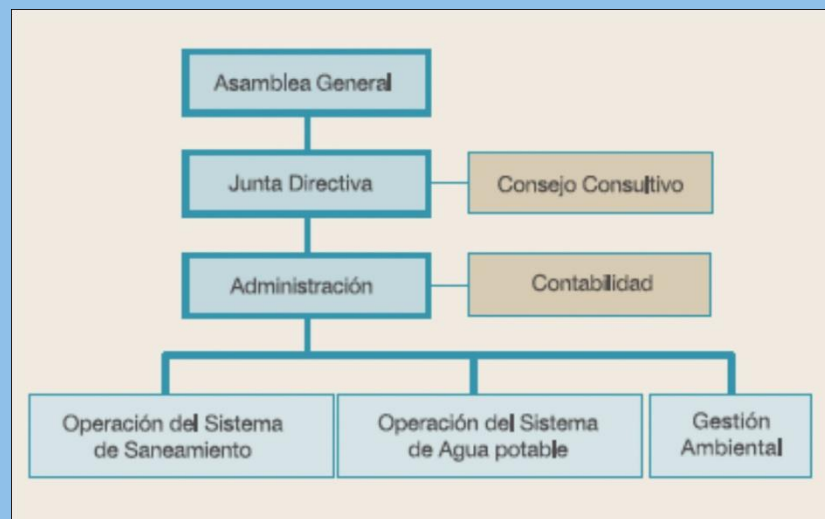 Asamblea General
Junta Directiva
Consejo Consultivo
Administración
Contabilidad
Operación del Sistema
de Saneamiento
Operación del Sistema
de Agua potable
Gestión
Ambiental